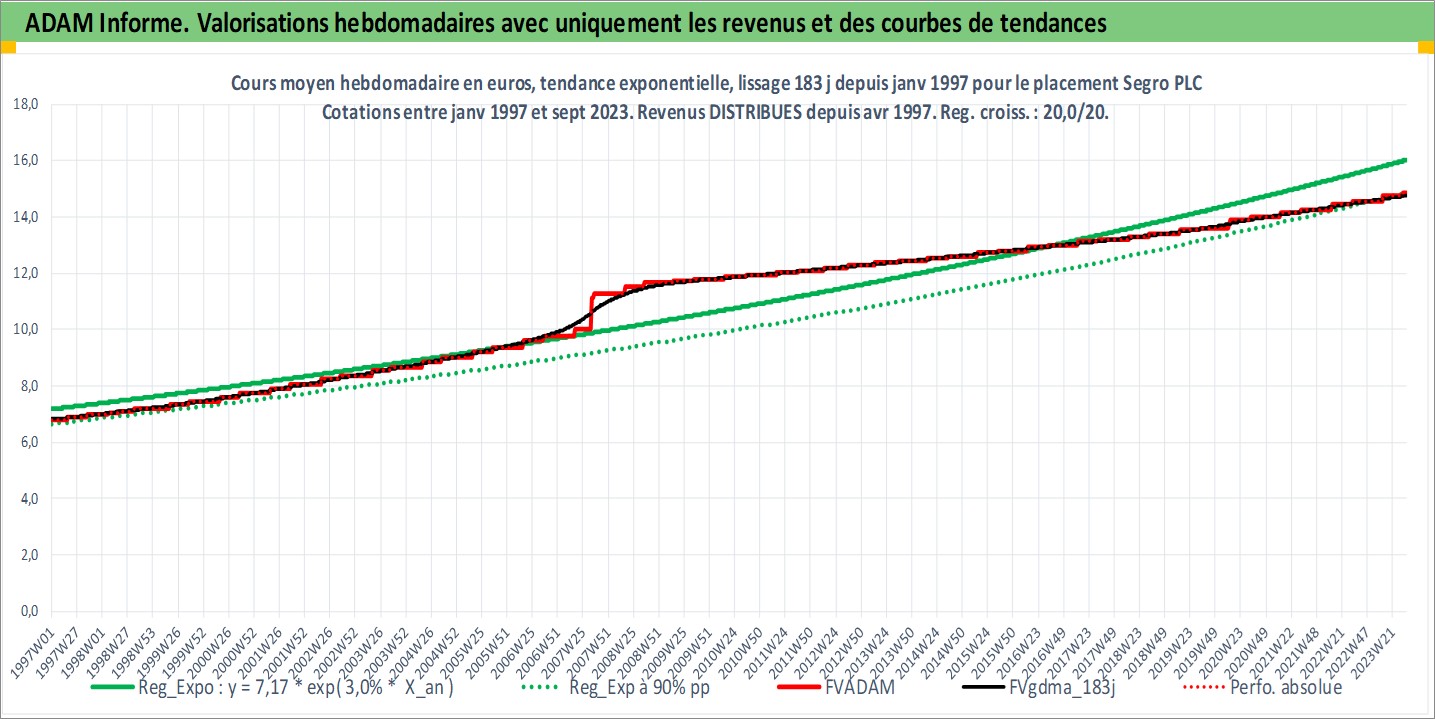 ADAM Informe. Valorisations hebdomadaires avec uniquement les revenus et des courbes de tendances
Cours moyen hebdomadaire en euros, tendance exponentielle, lissage 183 j depuis janv 1997 pour le placement Segro PLC
Cotations entre janv 1997 et sept 2023. Revenus DISTRIBUES depuis avr 1997. Reg. croiss. : 20,0/20.
18,0
16,0
14,0
12,0
10,0
8,0
6,0
4,0
2,0
0,0
1997W01
1997W27
1998W01
1998W27
1998W53
1999W26
1999W52
2000W26
2000W52
2001W26
2001W52
2002W26
2002W52
2003W26
2003W52
2004W26
2004W52
2005W25
2005W51
2006W25
2006W51
2007W25
2007W51
2008W25
2008W51
2009W25
2009W51
2010W24
2010W50
2011W24
2011W50
2012W24
2012W50
2013W24
2013W50
2014W24
2014W50
2015W24
2015W50
2016W23
2016W49
2017W23
2017W49
2018W23
2018W49
2019W23
2019W49
2020W23
2020W49
2021W22
2021W48
2022W21
2022W47
2023W21
Reg_Expo : y = 7,17 * exp( 3,0% * X_an )
Reg_Exp à 90% pp
FVADAM
FVgdma_183j
Perfo. absolue